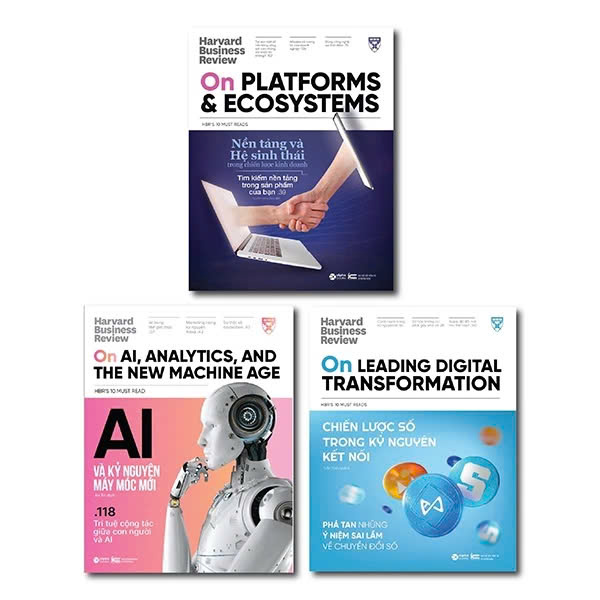 Harvard
Business
Review
On PLATFORMS
& ECOSYSTEMS
HBR'S 10 MUST READS
Nền tảng và
Hệ sinh thái
trong chiến lược kinh doanh
Tìm kiếm nền tảng
trong sản phẩm
của bạn .39
Harvard
Business
Review
On AI, ANALYTICS, AND
THE NEW MACHINE AGE
HBR'S 10 MUST READ
AI
VÀ KỶ NGUYÊN
MÁY MÓC MỚI
.118
Trí tuệ cộng tác
giữa con người
và AI
Harvard
Business
Review
On LEADING DIGITAL
TRANSFORMATION
HBR'S 10 MUST READS
CHIẾN LƯỢC SỐ
TRONG KỶ NGUYÊN
KẾT NỐI
PHÁ TAN NHỮNG
Ý NIỆM SAI LẦM
VỀ CHUYỂN ĐỔI SỐ